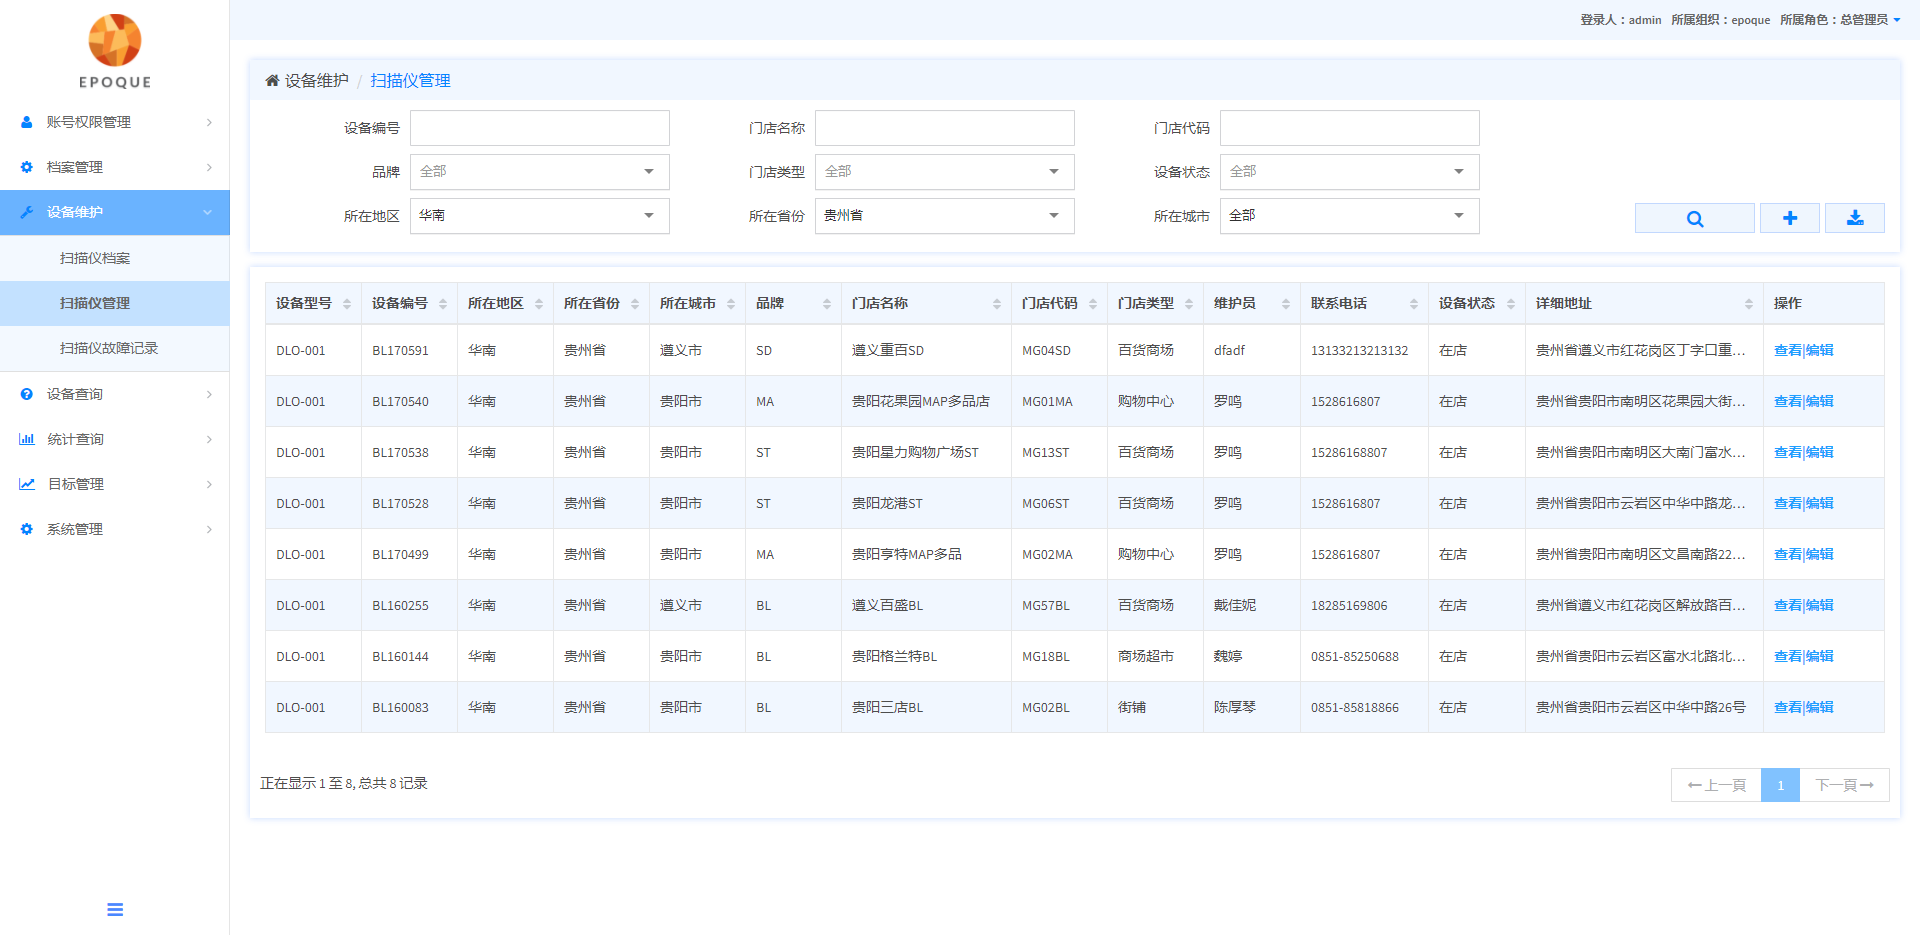 登录人：admin 所属组织：epoque 所属角色：总管理员
EPOQUE
账号权限管理
档案管理
设备维护
扫描仪档案
扫描仪管理
扫描仪故障记录
设备查询
统计查询
目标管理
系统管理
设备维护 / 扫描仪管理
设备编号 门店名称 门店代码
品牌 全部 门店类型 全部 设备状态 全部
所在地区 华南 所在省份 贵州省 所在城市 全部
设备型号 设备编号 所在地区 所在省份 所在城市 品牌 门店名称 门店代码 门店类型 维护员 联系电话 设备状态 详细地址 操作
DLO-001 BL170591 华南 贵州省 遵义市 SD 遵义重百SD MG04SD 百货商场 dfadf 13133213213132 在店 贵州省遵义市红花岗区丁字口重... 查看|编辑
DLO-001 BL170540 华南 贵州省 贵阳市 MA 贵阳花果园MAP多品店 MG01MA 购物中心 罗鸣 1528616807 在店 贵州省贵阳市南明区花果园大街... 查看|编辑
DLO-001 BL170538 华南 贵州省 贵阳市 ST 贵阳星力购物广场ST MG13ST 百货商场 罗鸣 15286168807 在店 贵州省贵阳市南明区大南门富水... 查看|编辑
DLO-001 BL170528 华南 贵州省 贵阳市 ST 贵阳龙港ST MG06ST 百货商场 罗鸣 1528616807 在店 贵州省贵阳市云岩区中华中路龙... 查看|编辑
DLO-001 BL170499 华南 贵州省 贵阳市 MA 贵阳亨特MAP多品 MG02MA 购物中心 罗鸣 1528616807 在店 贵州省贵阳市南明区文昌南路22... 查看|编辑
DLO-001 BL160255 华南 贵州省 遵义市 BL 遵义百盛BL MG57BL 百货商场 戴佳妮 18285169806 在店 贵州省遵义市红花岗区解放路百... 查看|编辑
DLO-001 BL160144 华南 贵州省 贵阳市 BL 贵阳格兰特BL MG18BL 商场超市 魏婷 0851-85250688 在店 贵州省贵阳市云岩区富水北路北... 查看|编辑
DLO-001 BL160083 华南 贵州省 贵阳市 BL 贵阳三店BL MG02BL 街铺 陈厚琴 0851-85818866 在店 贵州省贵阳市云岩区中华中路26号 查看|编辑
正在显示 1 至 8, 总共 8 记录
←上一頁 1 下一頁→